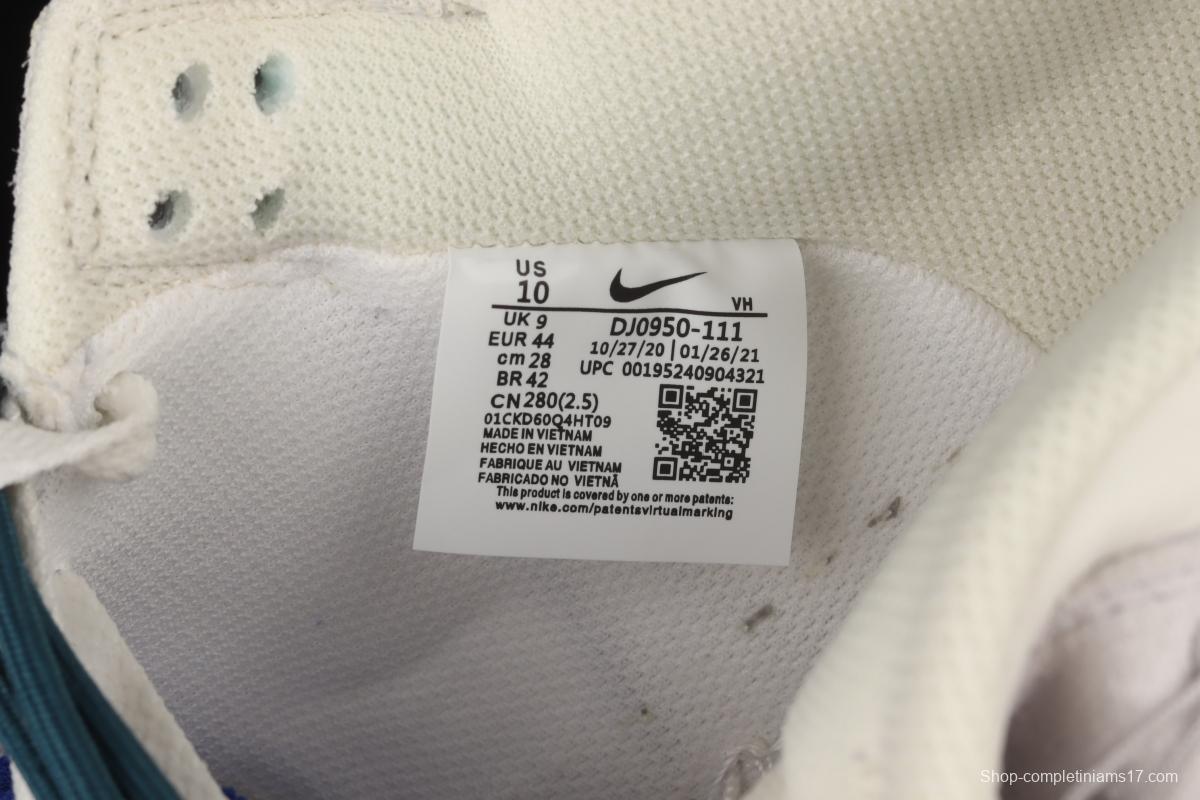 US
10
VH
UK 9
EUR 44
cm 28
BR 42
CN 280(2.5)
DJ0950-111
10/27/20 | 01/26/21
UPC 00195240904321
01CKD60Q4HT09
MADE IN VIETNAM
HECHO EN VIETNAM
FABRIQUE AU VIETNAM
FABRICADO NO VIETNÃ
This product is covered by one or more patents:
www.nike.com/patentsvirtualmarking
Shop-completiniams17.com